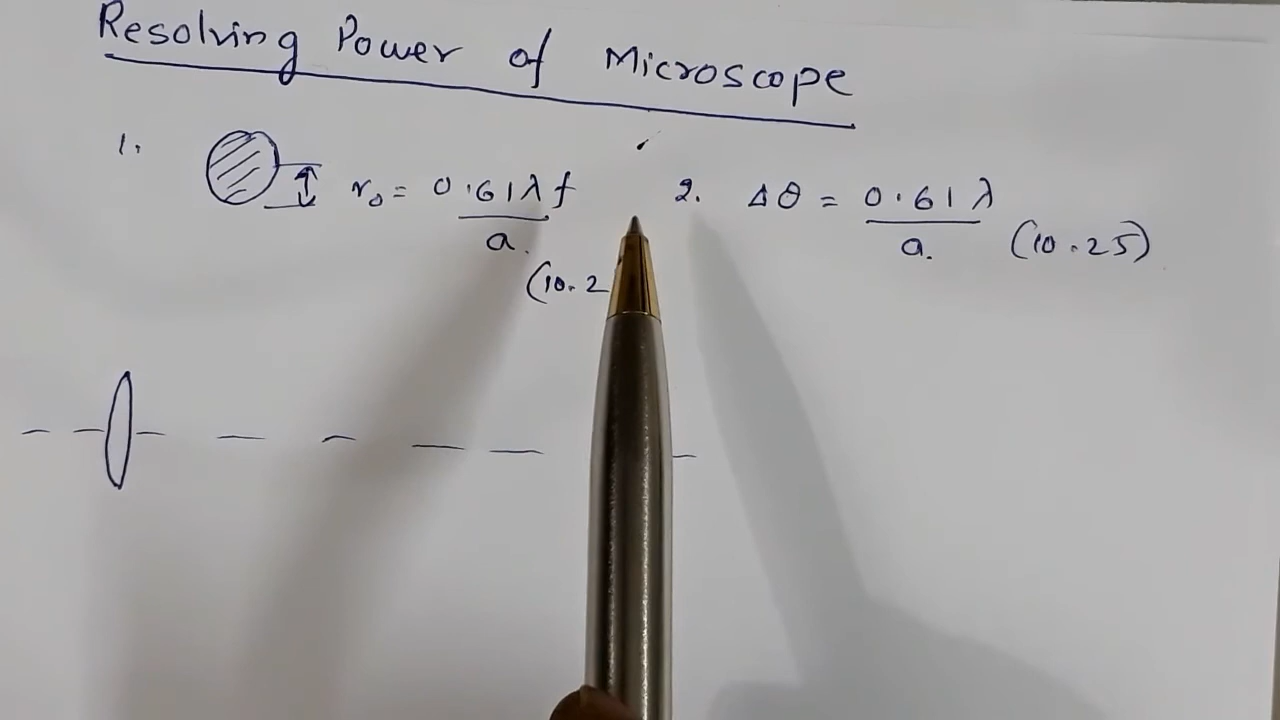 Resolving Power of Microscope
1. r₀ = 0.61λf / a.
(10.2
2. Δθ = 0.61λ / a. (10.25)